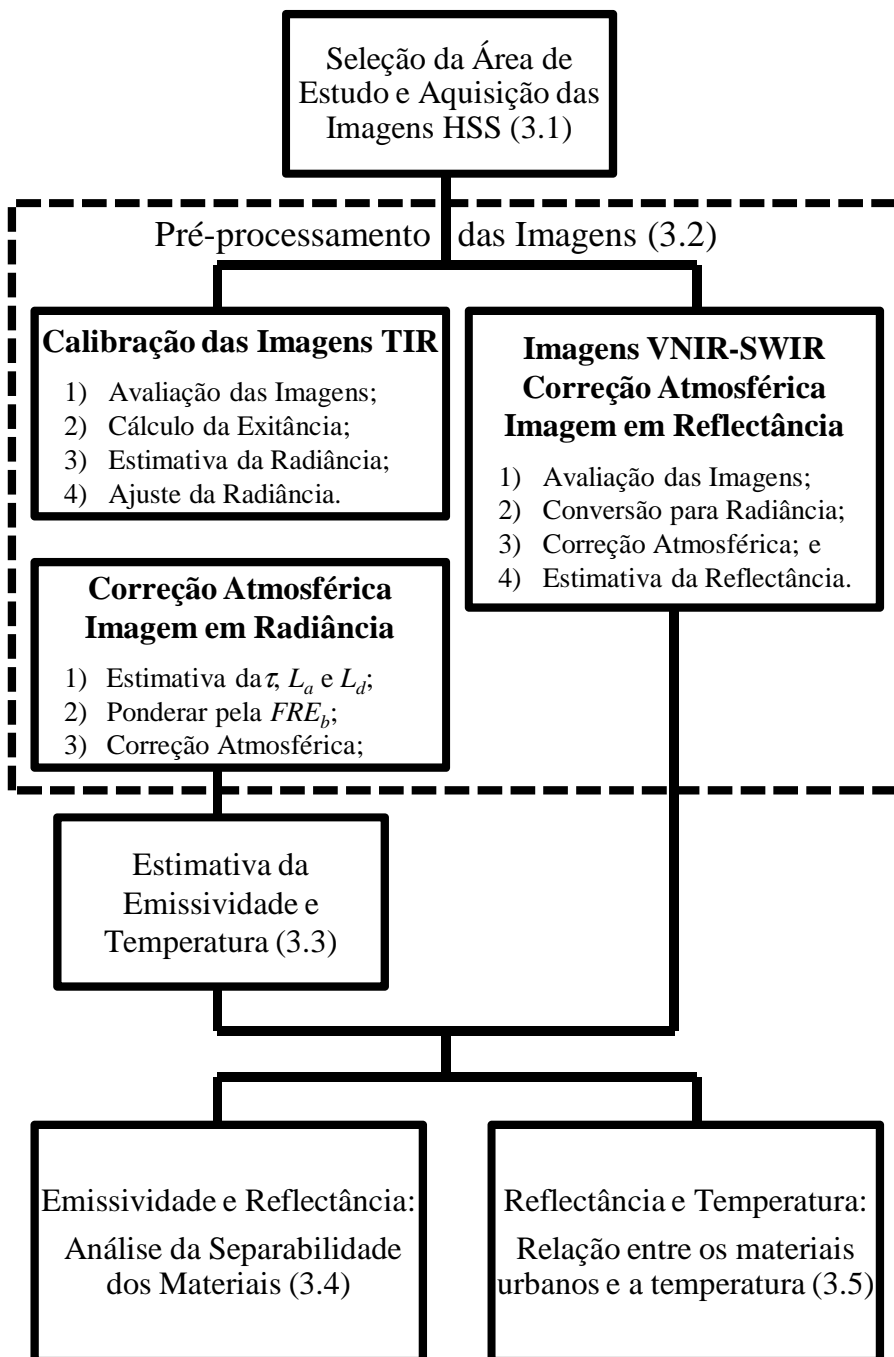 Seleção da Área de
Estudo e Aquisição das
Imagens HSS (3.1)
Pré-processamento das Imagens (3.2)
Calibração das Imagens TIR
1) Avaliação das Imagens;
2) Cálculo da Exitância;
3) Estimativa da Radiância;
4) Ajuste da Radiância.
Imagens VNIR-SWIR
Correção Atmosférica
Imagem em Reflectância
1) Avaliação das Imagens;
2) Conversão para Radiância;
3) Correção Atmosférica; e
4) Estimativa da Reflectância.
Correção Atmosférica
Imagem em Radiância
1) Estimativa da τ, L_a e L_d;
2) Ponderar pela FRE_b;
3) Correção Atmosférica;
Estimativa da
Emissividade e
Temperatura (3.3)
Emissividade e Reflectância:
Análise da Separabilidade
dos Materiais (3.4)
Reflectância e Temperatura:
Relação entre os materiais
urbanos e a temperatura (3.5)